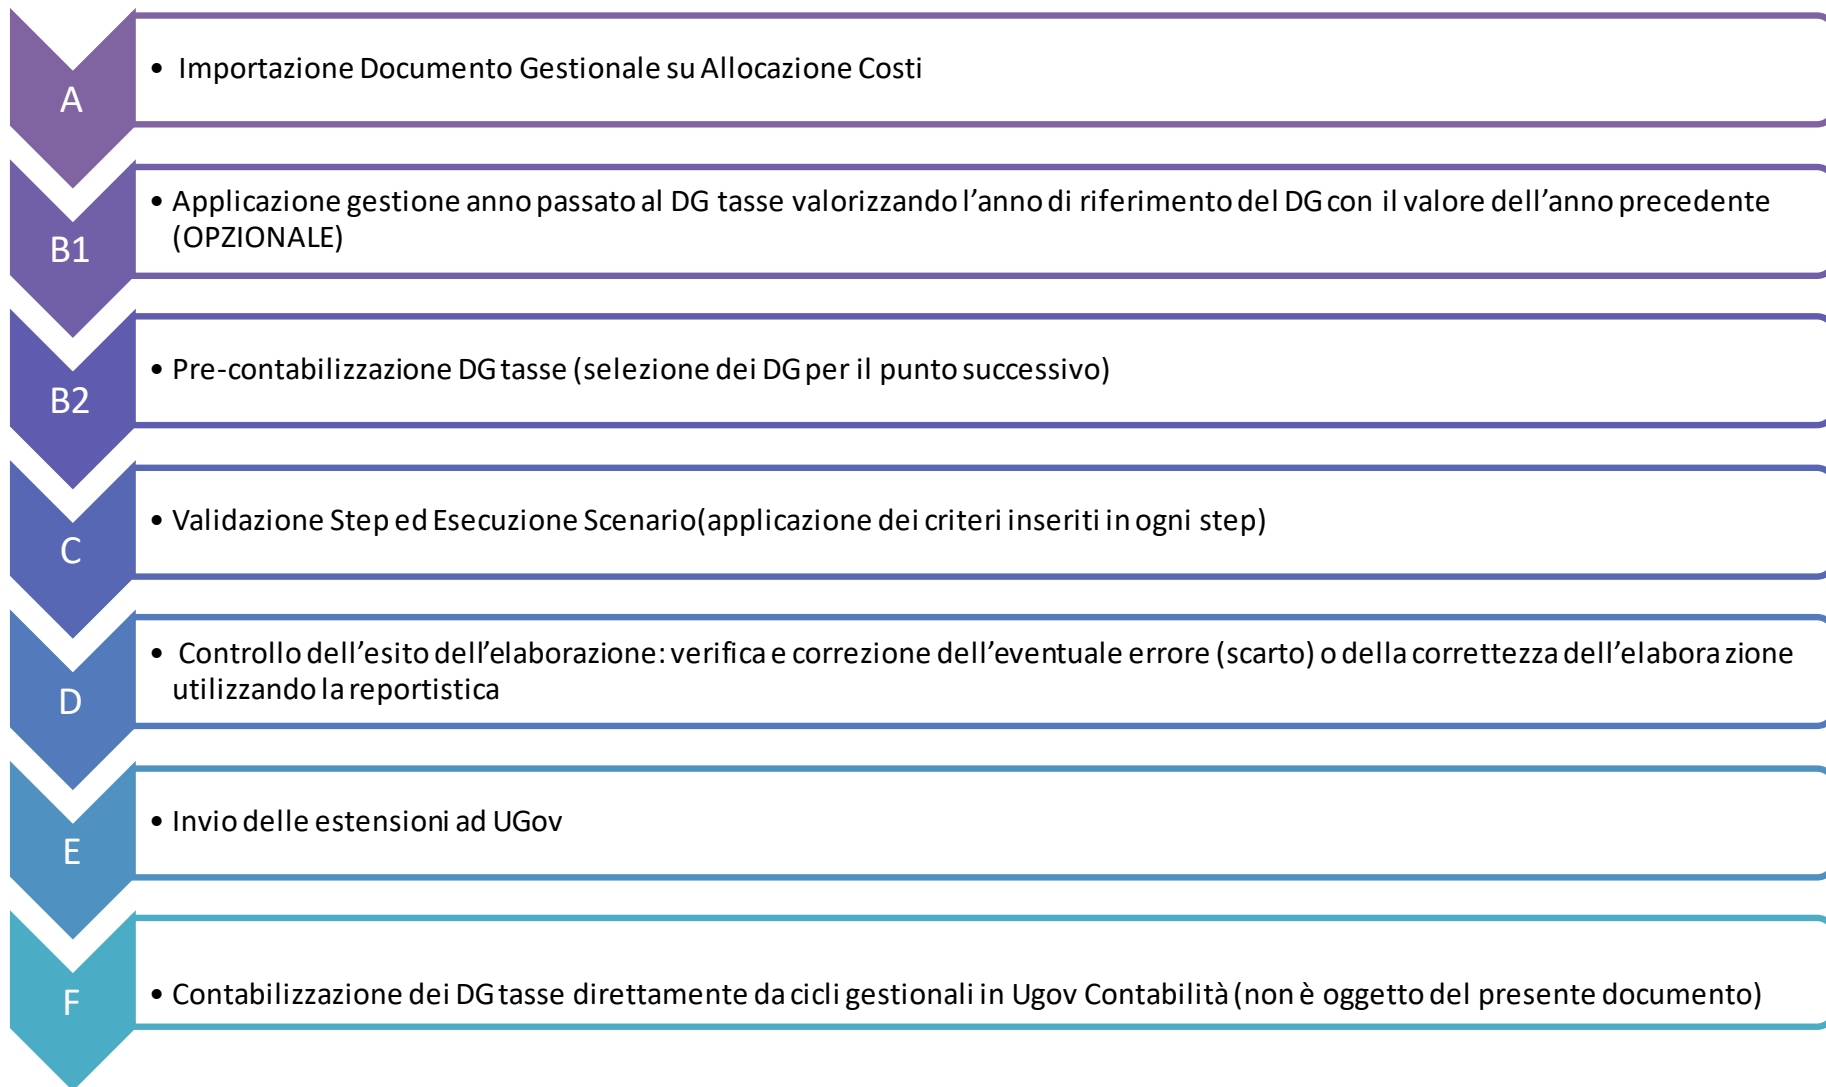 A
• Importazione Documento Gestionale su Allocazione Costi
B1
• Applicazione gestione anno passato al DG tasse valorizzando l’anno di riferimento del DG con il valore dell’anno precedente
(OPZIONALE)
B2
• Pre-contabilizzazione DG tasse (selezione dei DG per il punto successivo)
C
• Validazione Step ed Esecuzione Scenario(applicazione dei criteri inseriti in ogni step)
D
• Controllo dell’esito dell’elaborazione: verifica e correzione dell’eventuale errore (scarto) o della correttezza dell’elaborazione
utilizzando la reportistica
E
• Invio delle estensioni ad UGov
F
• Contabilizzazione dei DG tasse direttamente da cicli gestionali in Ugov Contabilità (non è oggetto del presente documento)